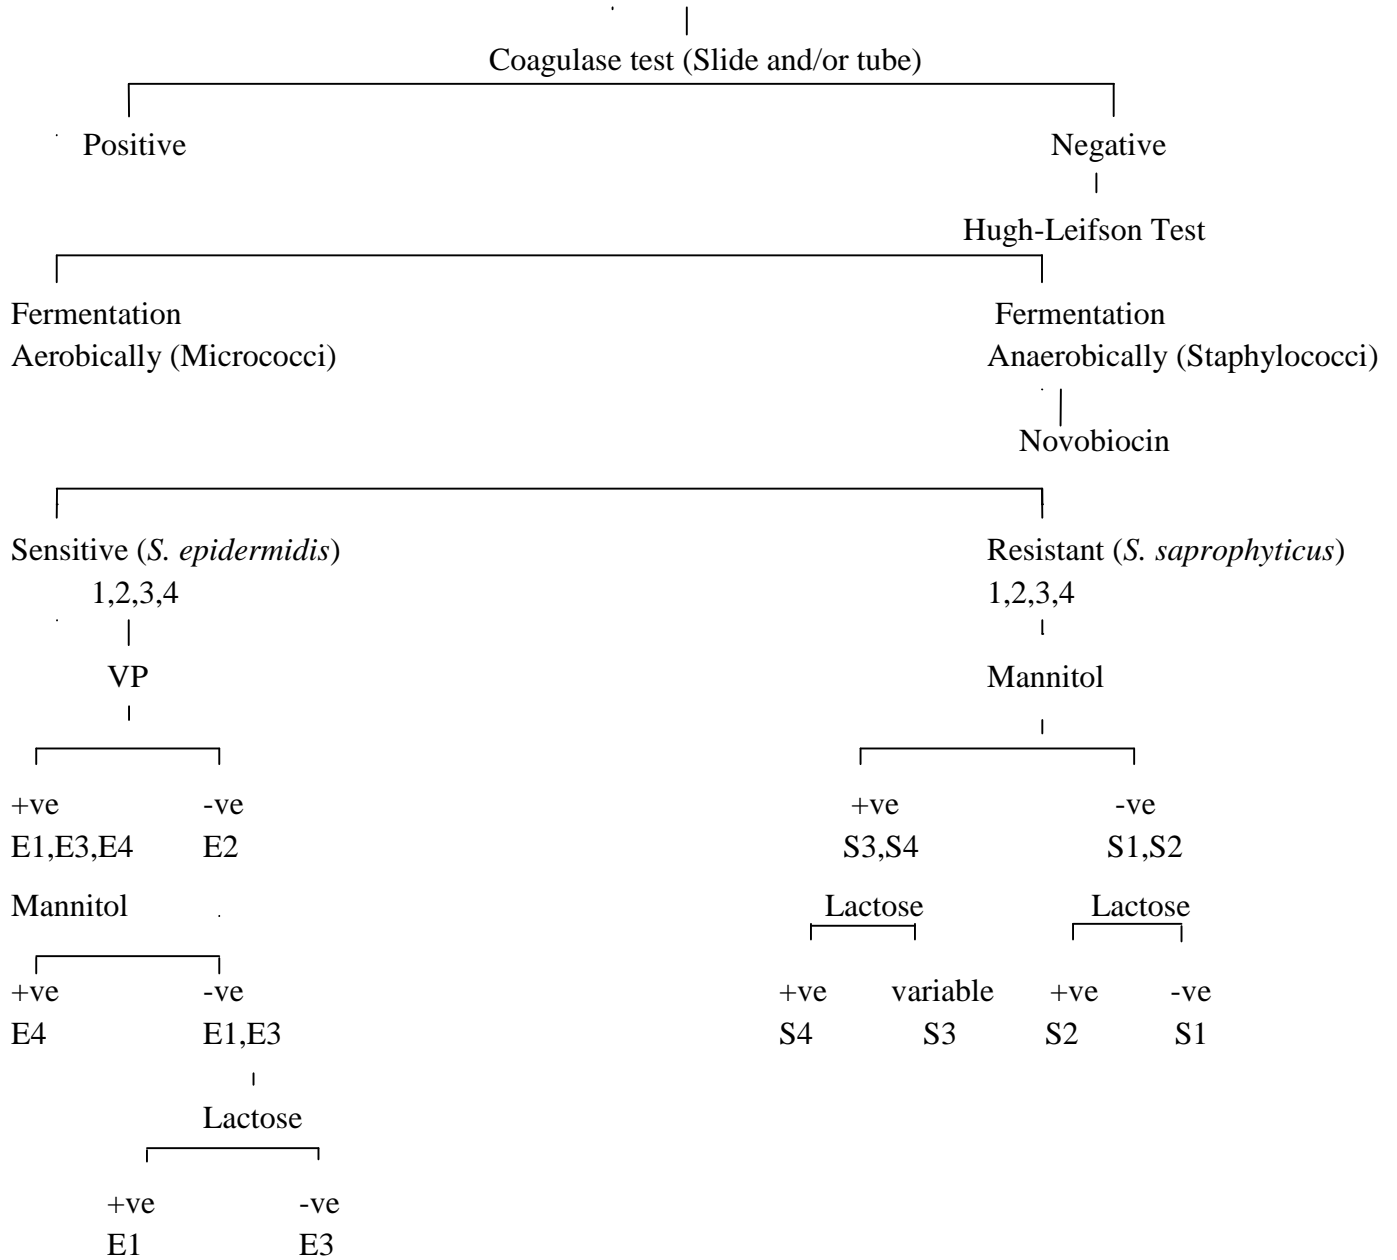 Coagulase test (Slide and/or tube)
Positive Negative
Hugh-Leifson Test
Fermentation Fermentation
Aerobically (Micrococci) Anaerobically (Staphylococci)
Novobiocin
Sensitive (S. epidermidis) Resistant (S. saprophyticus)
1,2,3,4 1,2,3,4
VP Mannitol
+ve -ve +ve -ve
E1,E3,E4 E2 S3,S4 S1,S2
Mannitol Lactose Lactose
+ve -ve +ve variable +ve -ve
E4 E1,E3 S4 S3 S2 S1
Lactose
+ve -ve
E1 E3